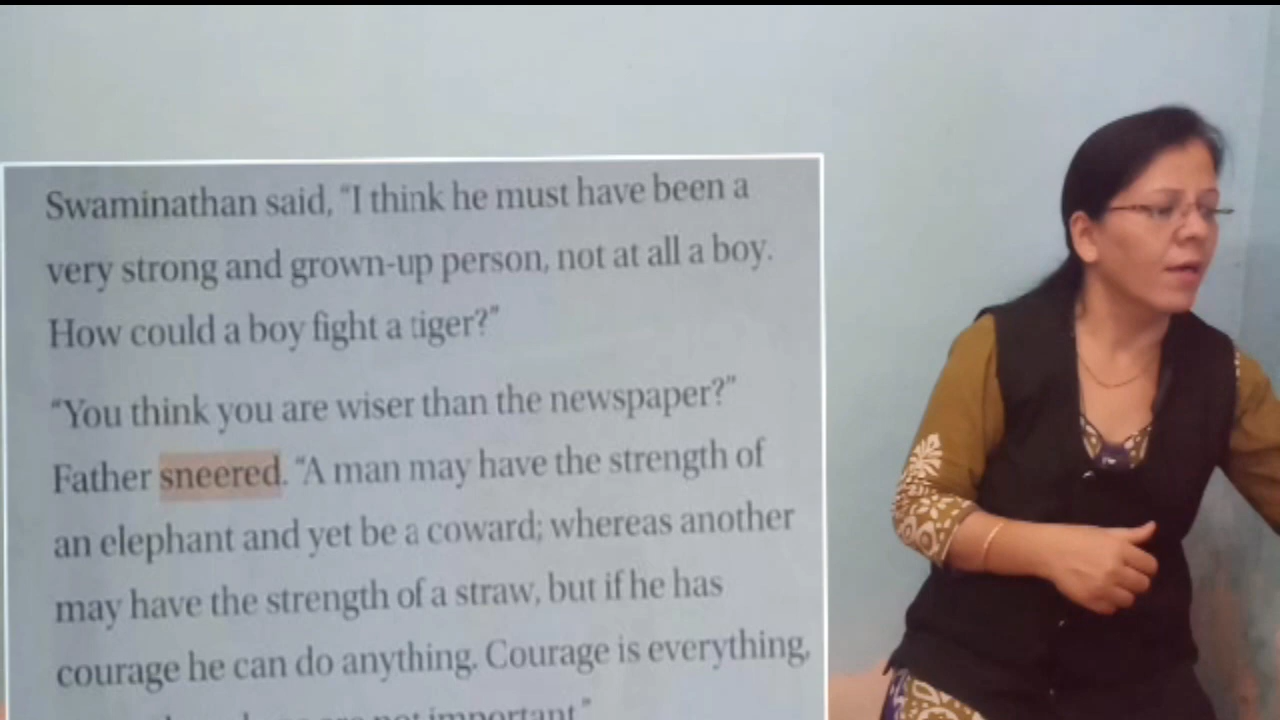 Swaminathan said, “I think he must have been a
very strong and grown-up person, not at all a boy.
How could a boy fight a tiger?”
“You think you are wiser than the newspaper?”
Father sneered. “A man may have the strength of
an elephant and yet be a coward; whereas another
may have the strength of a straw, but if he has
courage he can do anything. Courage is everything,
not important.”